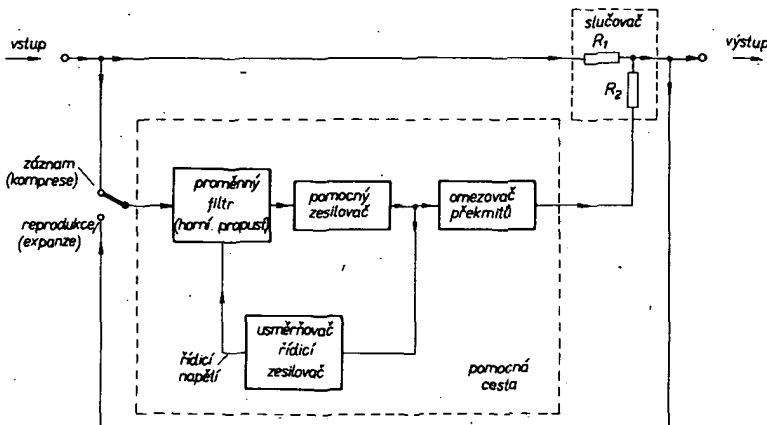 vstup
slučovač
R1
výstup
R2
záznam
(komprese)
reprodukce
(expanze)
proměnný
filtr
(horní propust)
pomocný
zesilovač
omezovač
překmitů
usměrňovač
řídicí
zesilovač
řídicí
napětí
pomocná
cesta